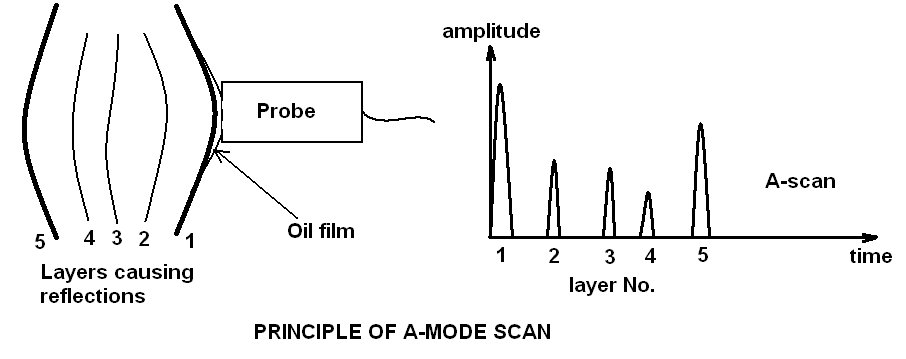 amplitude
Probe
A-scan
Oil film
5 4 3 2 1
Layers causing
reflections
1 2 3 4 5
time
layer No.
PRINCIPLE OF A-MODE SCAN